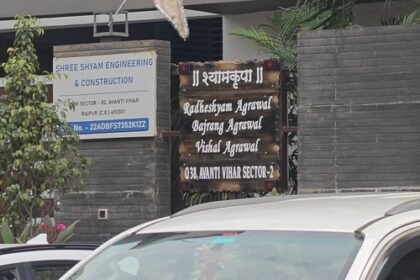 SHREE SHYAM ENGINEERING
& CONSTRUCTION
SECTOR - 02, AVANTI VIHAR
RAIPUR (C.G.) 492001
No. - 22ADBFS7352K1ZZ
॥ श्यामकृपा ॥
Radheshyam Agrawal
Bajrang Agrawal
Vishal Agrawal
Q 38, AVANTI VIHAR SECTOR-2